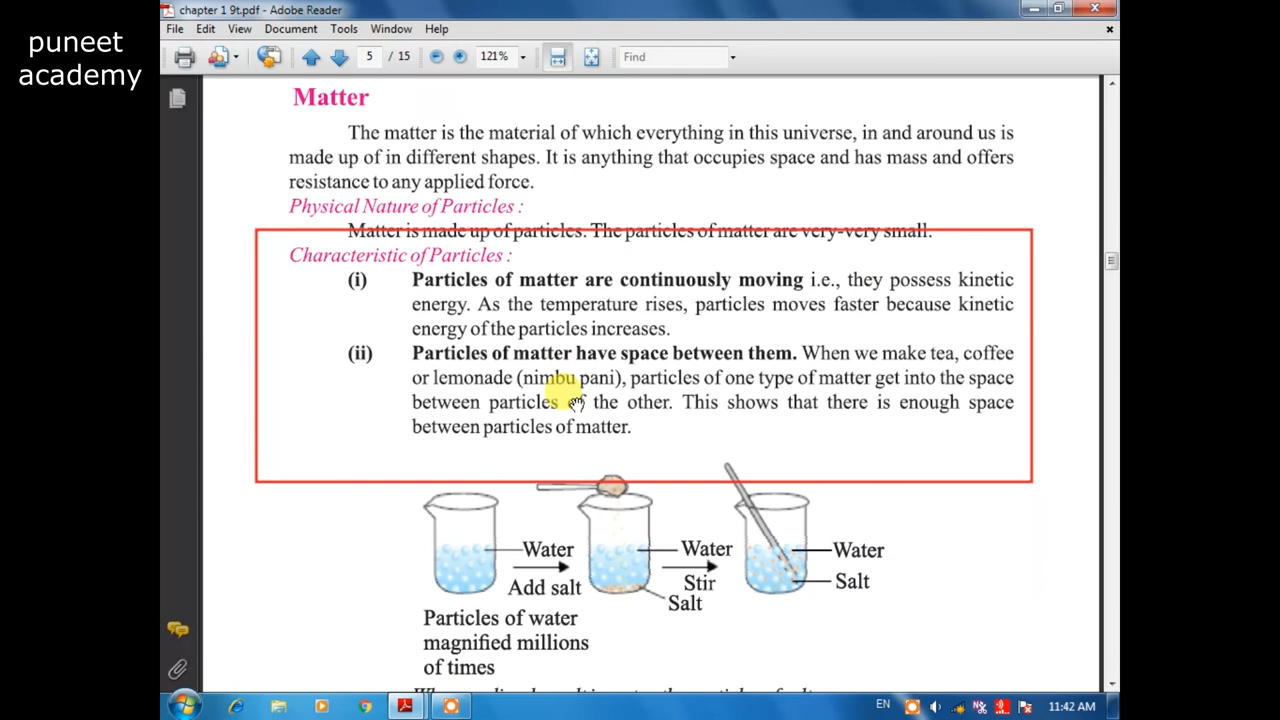 puneet
academy
chapter 1 9t.pdf - Adobe Reader
File Edit View Document Tools Window Help
5 / 15 121% Find
Matter
The matter is the material of which everything in this universe, in and around us is
made up of in different shapes. It is anything that occupies space and has mass and offers
resistance to any applied force.
Physical Nature of Particles :
Matter is made up of particles. The particles of matter are very-very small.
Characteristic of Particles :
(i) Particles of matter are continuously moving i.e., they possess kinetic
energy. As the temperature rises, particles moves faster because kinetic
energy of the particles increases.
(ii) Particles of matter have space between them. When we make tea, coffee
or lemonade (nimbu pani), particles of one type of matter get into the space
between particles of the other. This shows that there is enough space
between particles of matter.
Water Water Water
Add salt Stir Salt
Salt
Particles of water
magnified millions
of times
EN 11:42 AM